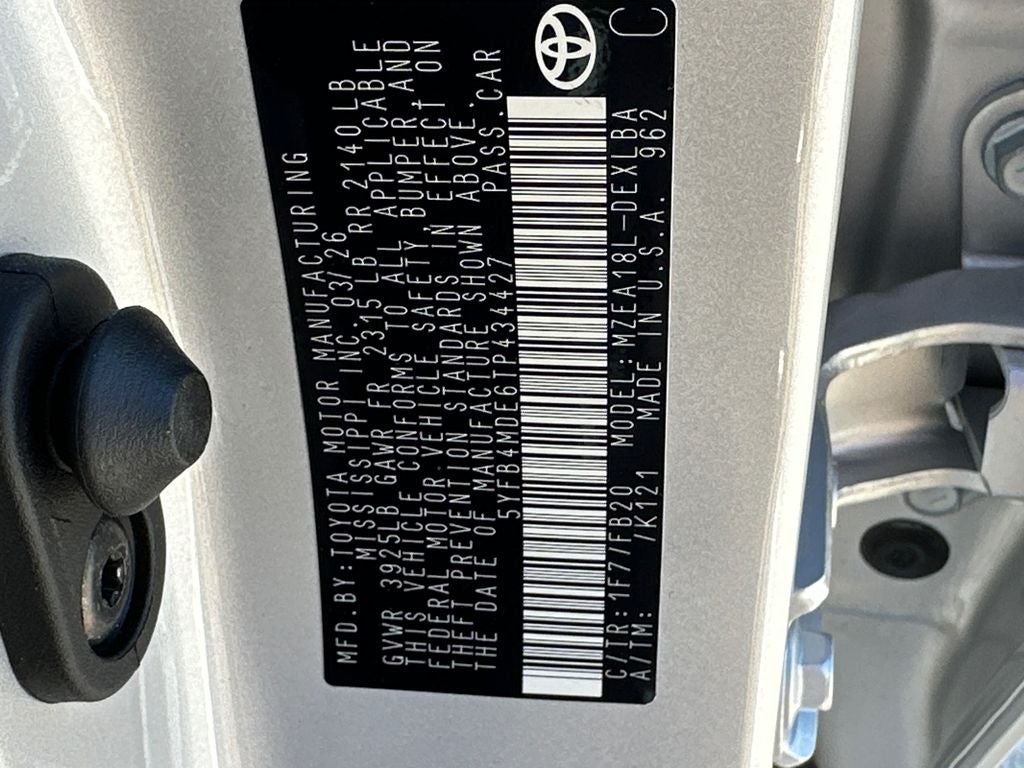 MFD.BY:TOYOTA MOTOR MANUFACTURING
MISSISSIPPI INC.03/26
GVWR 3925LB GAWR FR 2315 LB RR 2140LB
THIS VEHICLE CONFORMS TO ALL APPLICABLE
FEDERAL MOTOR VEHICLE SAFETY, BUMPER, AND
THEFT PREVENTION STANDARDS IN EFFECT ON
THE DATE OF MANUFACTURE SHOWN ABOVE.
5YFB4MDE6TP434427 PASS.CAR
C/TR:1F7/FB20 MODEL:MZEA18L-DEXLBA
A/TM: /K121 MADE IN U.S.A. 962
C